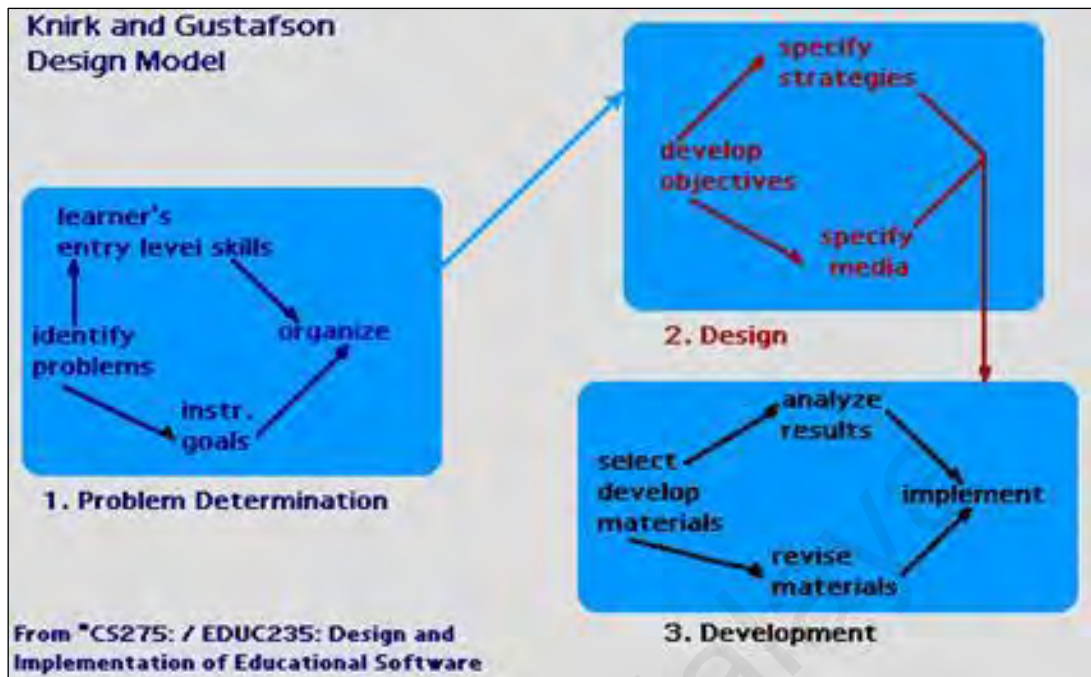 Knirk and Gustafson
Design Model
learner's
entry level skills
identify
problems
organize
instr.
goals
1. Problem Determination
specify
strategies
develop
objectives
specify
media
2. Design
analyze
results
select
develop
materials
implement
revise
materials
3. Development
From "CS275: / EDUC235: Design and
Implementation of Educational Software